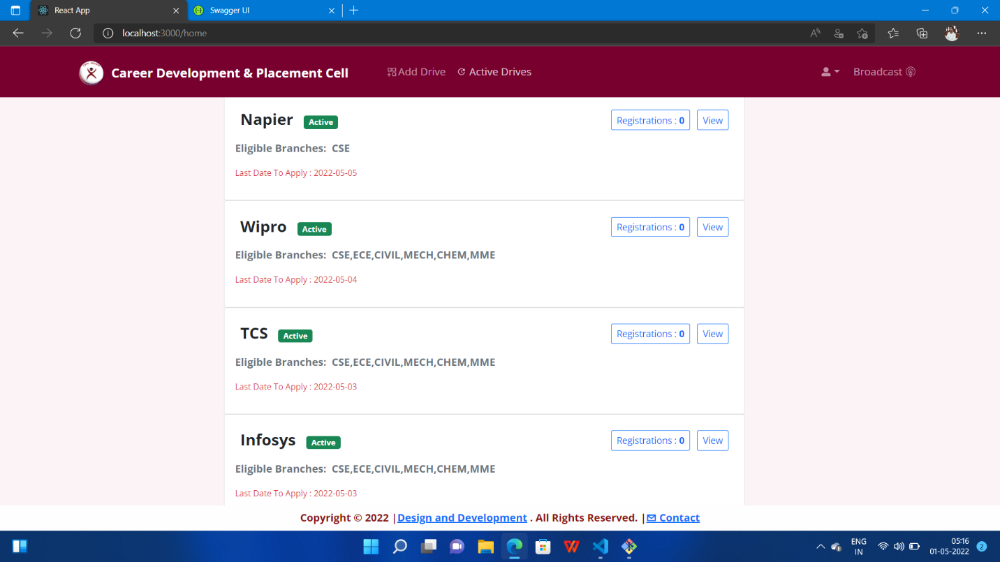 React App
Swagger UI
localhost:3000/home
Career Development & Placement Cell
Add Drive
Active Drives
Broadcast
Napier Active
Registrations : 0 View
Eligible Branches: CSE
Last Date To Apply : 2022-05-05
Wipro Active
Registrations : 0 View
Eligible Branches: CSE,ECE,CIVIL,MECH,CHEM,MME
Last Date To Apply : 2022-05-04
TCS Active
Registrations : 0 View
Eligible Branches: CSE,ECE,CIVIL,MECH,CHEM,MME
Last Date To Apply : 2022-05-03
Infosys Active
Registrations : 0 View
Eligible Branches: CSE,ECE,CIVIL,MECH,CHEM,MME
Last Date To Apply : 2022-05-03
Copyright © 2022 |Design and Development . All Rights Reserved. | Contact
ENG
IN
05:16
01-05-2022
2